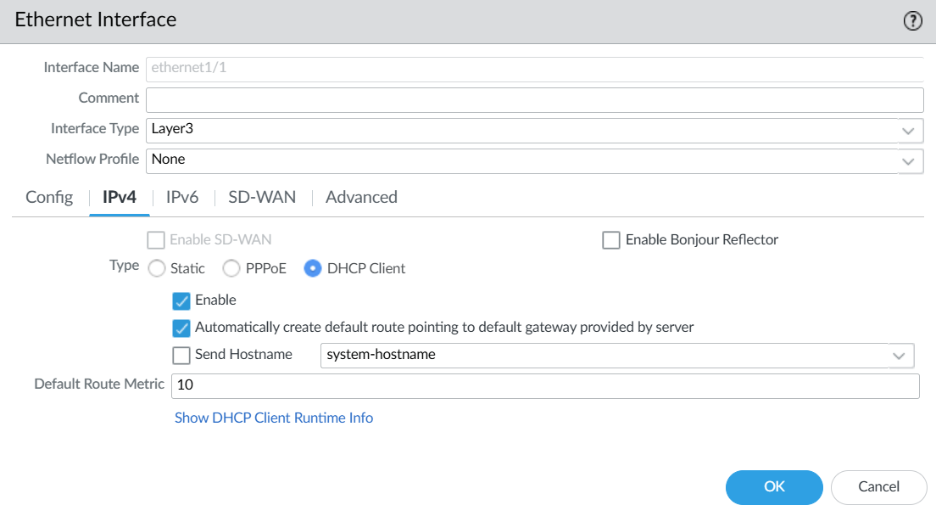 Ethernet Interface
Interface Name ethernet1/1
Comment
Interface Type Layer3
Netflow Profile None
Config IPv4 IPv6 SD-WAN Advanced
Enable SD-WAN Enable Bonjour Reflector
Type Static PPPoE DHCP Client
Enable
Automatically create default route pointing to default gateway provided by server
Send Hostname system-hostname
Default Route Metric 10
Show DHCP Client Runtime Info
OK Cancel